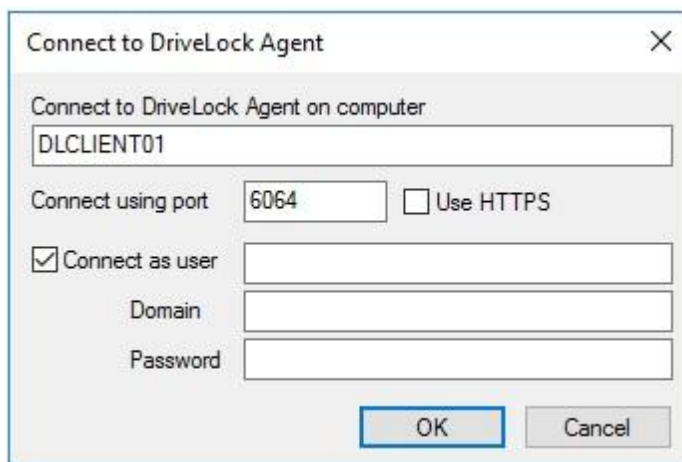 Connect to DriveLock Agent
Connect to DriveLock Agent on computer
DLCLIENT01
Connect using port 6064 Use HTTPS
Connect as user
Domain
Password
OK Cancel